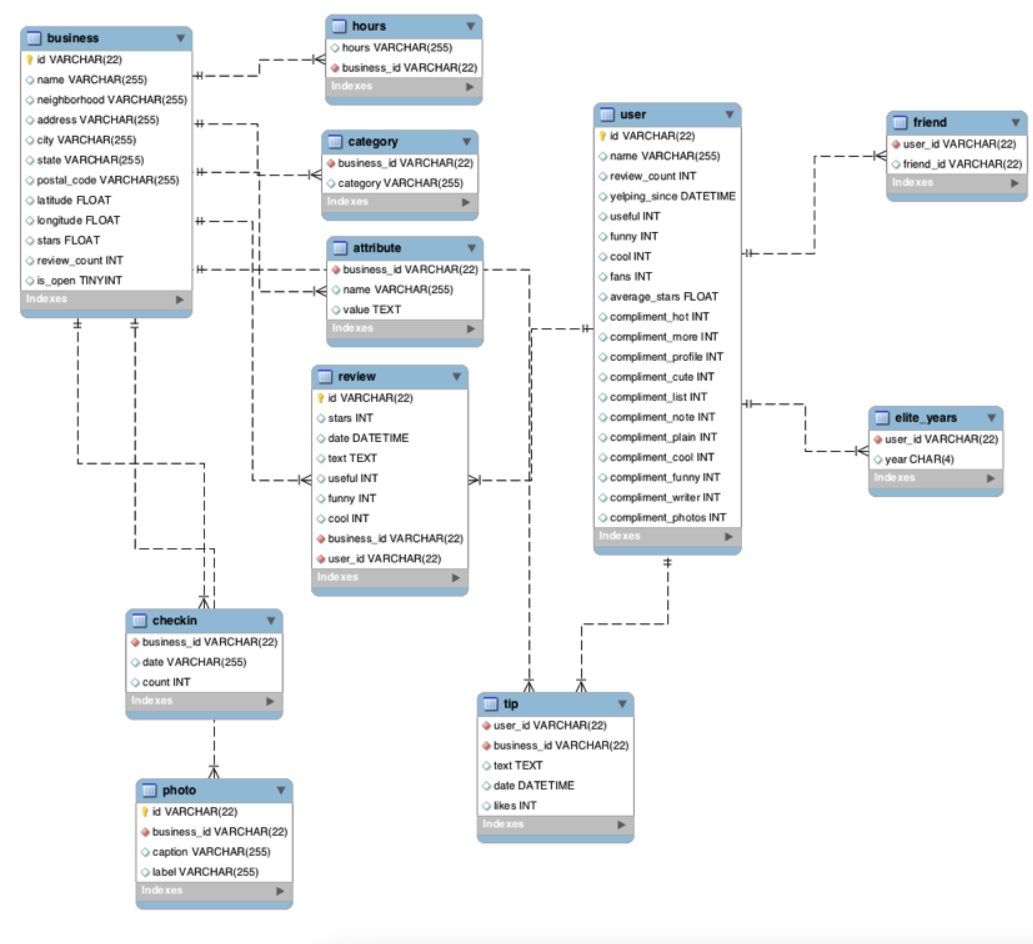 business
id VARCHAR(22)
name VARCHAR(255)
neighborhood VARCHAR(255)
address VARCHAR(255)
city VARCHAR(255)
state VARCHAR(255)
postal_code VARCHAR(255)
latitude FLOAT
longitude FLOAT
stars FLOAT
review_count INT
is_open TINYINT
Indexes
hours
hours VARCHAR(255)
business_id VARCHAR(22)
Indexes
category
business_id VARCHAR(22)
category VARCHAR(255)
Indexes
attribute
business_id VARCHAR(22)
name VARCHAR(255)
value TEXT
Indexes
review
id VARCHAR(22)
stars INT
date DATETIME
text TEXT
useful INT
funny INT
cool INT
business_id VARCHAR(22)
user_id VARCHAR(22)
Indexes
user
id VARCHAR(22)
name VARCHAR(255)
review_count INT
yelping_since DATETIME
useful INT
funny INT
cool INT
fans INT
average_stars FLOAT
compliment_hot INT
compliment_more INT
compliment_profile INT
compliment_cute INT
compliment_list INT
compliment_note INT
compliment_plain INT
compliment_cool INT
compliment_funny INT
compliment_writer INT
compliment_photos INT
Indexes
friend
user_id VARCHAR(22)
friend_id VARCHAR(22)
Indexes
elite_years
user_id VARCHAR(22)
year CHAR(4)
Indexes
checkin
business_id VARCHAR(22)
date VARCHAR(255)
count INT
Indexes
tip
user_id VARCHAR(22)
business_id VARCHAR(22)
text TEXT
date DATETIME
likes INT
Indexes
photo
id VARCHAR(22)
business_id VARCHAR(22)
caption VARCHAR(255)
label VARCHAR(255)
Indexes